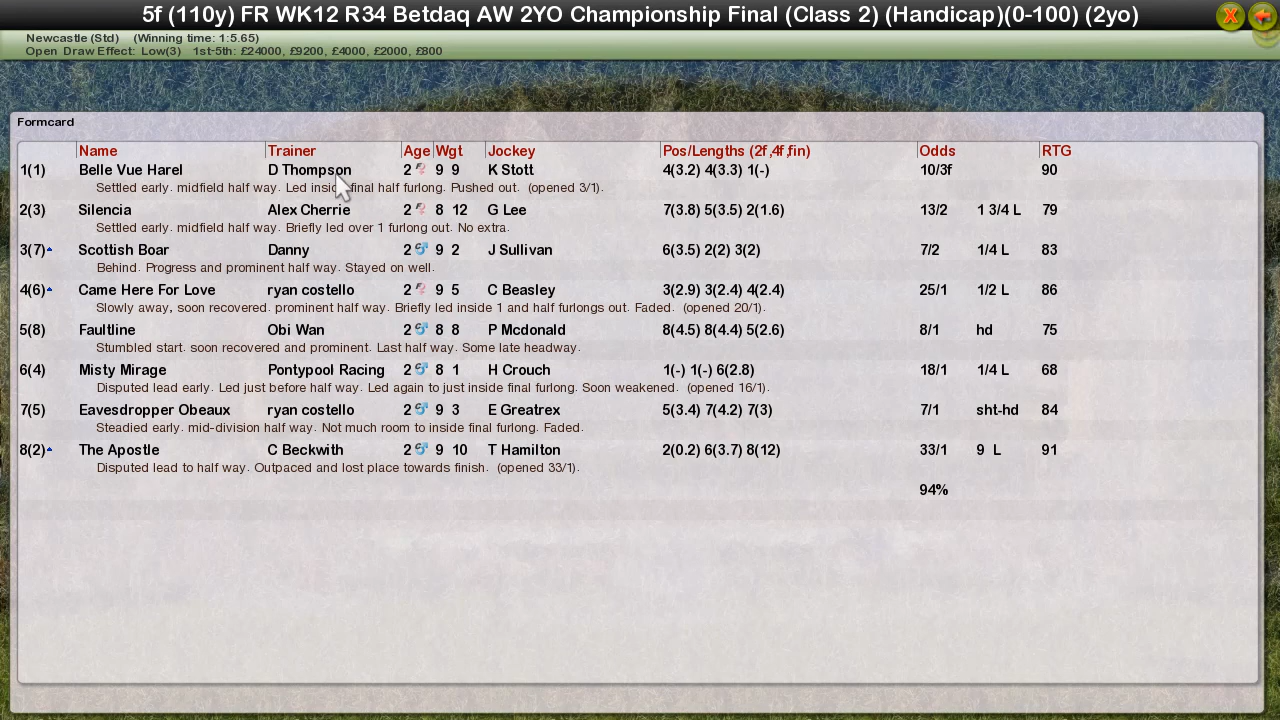 5f (110y) FR WK12 R34 Betdaq AW 2YO Championship Final (Class 2) (Handicap)(0-100) (2yo)
Newcastle (Std) (Winning time: 1:5.65)
Open Draw Effect: Low(3) 1st-5th: £24000, £9200, £4000, £2000, £800
Formcard
Name Trainer Age Wgt Jockey Pos/Lengths (2f,4f,fin) Odds RTG
1(1) Belle Vue Harel D Thompson 2 9 9 K Stott 4(3.2) 4(3.3) 1(-) 10/3f 90
Settled early. midfield half way. Led inside final half furlong. Pushed out. (opened 3/1).
2(3) Silencia Alex Cherrie 2 8 12 G Lee 7(3.8) 5(3.5) 2(1.6) 13/2 1 3/4 L 79
Settled early. midfield half way. Briefly led over 1 furlong out. No extra.
3(7) Scottish Boar Danny 2 9 2 J Sullivan 6(3.5) 2(2) 3(2) 7/2 1/4 L 83
Behind. Progress and prominent half way. Stayed on well.
4(6) Came Here For Love ryan costello 2 9 5 C Beasley 3(2.9) 3(2.4) 4(2.4) 25/1 1/2 L 86
Slowly away, soon recovered. prominent half way. Briefly led inside 1 and half furlongs out. Faded. (opened 20/1).
5(8) Faultline Obi Wan 2 8 8 P Mcdonald 8(4.5) 8(4.4) 5(2.6) 8/1 hd 75
Stumbled start. soon recovered and prominent. Last half way. Some late headway.
6(4) Misty Mirage Pontypool Racing 2 8 1 H Crouch 1(-) 1(-) 6(2.8) 18/1 1/4 L 68
Disputed lead early. Led just before half way. Led again to just inside final furlong. Soon weakened. (opened 16/1).
7(5) Eavesdropper Obeaux ryan costello 2 9 3 E Greatrex 5(3.4) 7(4.2) 7(3) 7/1 sht-hd 84
Steadied early. mid-division half way. Not much room to inside final furlong. Faded.
8(2) The Apostle C Beckwith 2 9 10 T Hamilton 2(0.2) 6(3.7) 8(12) 33/1 9 L 91
Disputed lead to half way. Outpaced and lost place towards finish. (opened 33/1).
94%